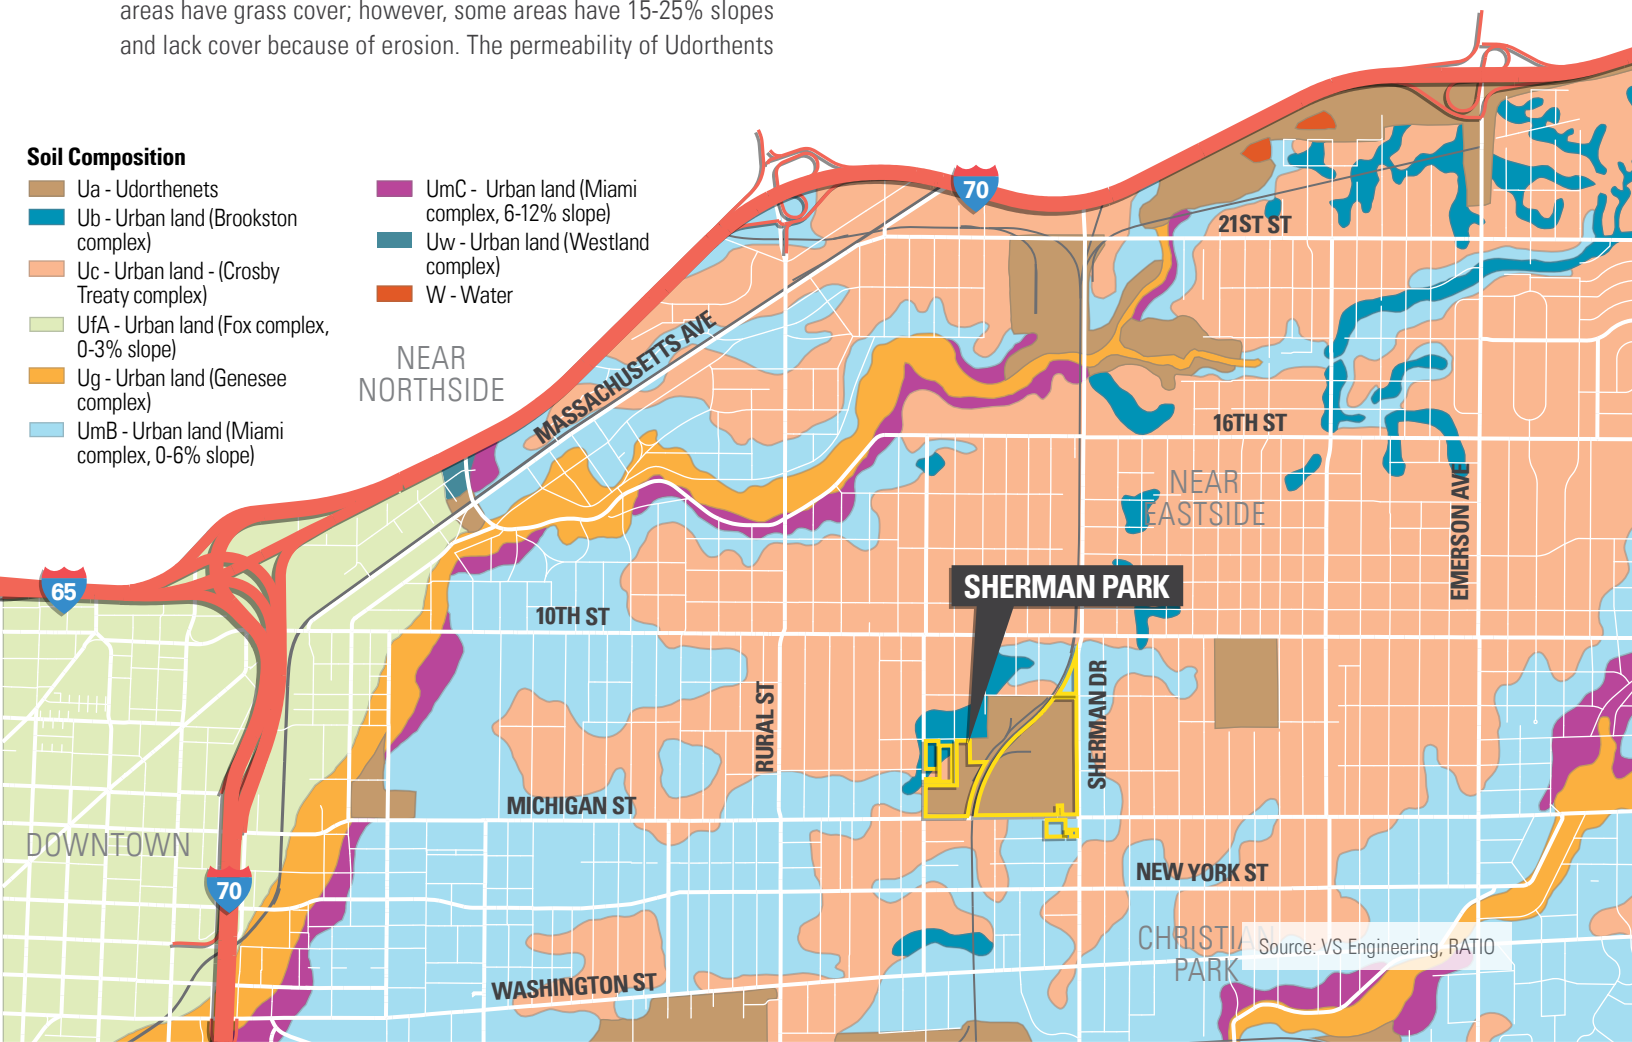 areas have grass cover; however, some areas have 15-25% slopes
and lack cover because of erosion. The permeability of Udorthents
Soil Composition
Ua - Udorthenets
Ub - Urban land (Brookston
complex)
Uc - Urban land - (Crosby
Treaty complex)
UfA - Urban land (Fox complex,
0-3% slope)
Ug - Urban land (Genesee
complex)
UmB - Urban land (Miami
complex, 0-6% slope)
UmC -  Urban land (Miami
complex, 6-12% slope)
Uw - Urban land (Westland
complex)
W - Water
70
21ST ST
MASSACHUSETTS AVE
NEAR
NORTHSIDE
16TH ST
NEAR
EASTSIDE
EMERSON AVE
65
SHERMAN PARK
10TH ST
RURAL ST
SHERMAN DR
MICHIGAN ST
DOWNTOWN
70
NEW YORK ST
CHRISTIAN
PARK
Source: VS Engineering, RATIO
WASHINGTON ST